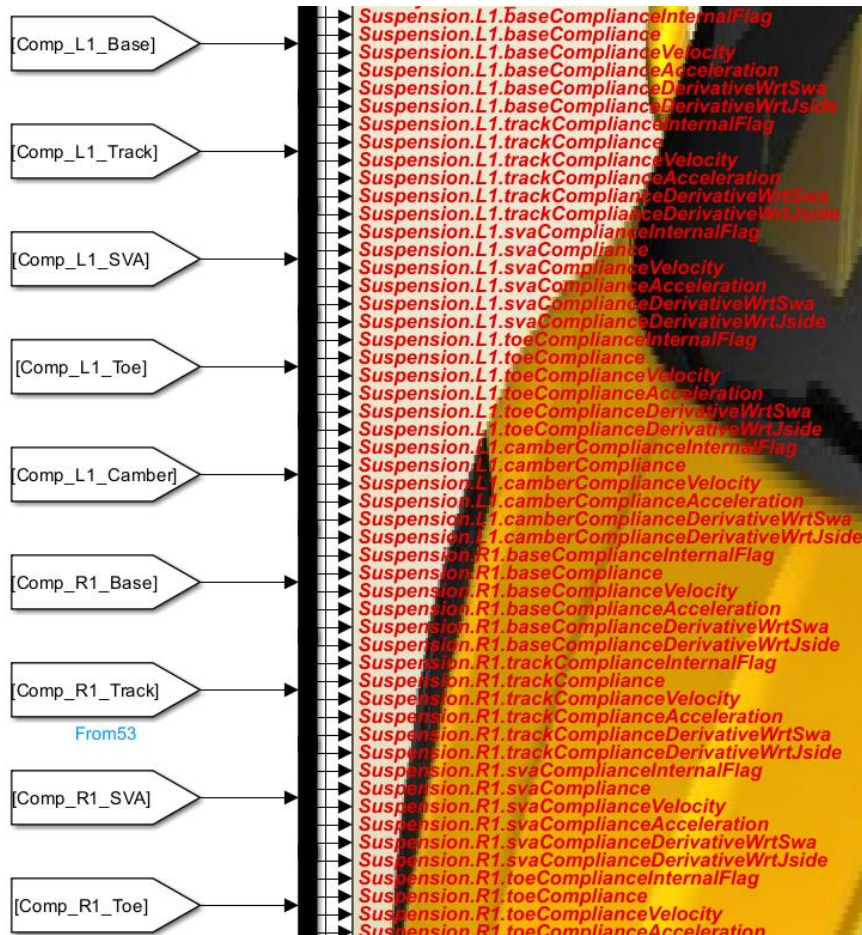 [Comp_L1_Base]
[Comp_L1_Track]
[Comp_L1_SVA]
[Comp_L1_Toe]
[Comp_L1_Camber]
[Comp_R1_Base]
[Comp_R1_Track]
From53
[Comp_R1_SVA]
[Comp_R1_Toe]
Suspension.L1.baseComplianceInternalFlag
Suspension.L1.baseCompliance
Suspension.L1.baseComplianceVelocity
Suspension.L1.baseComplianceAcceleration
Suspension.L1.baseComplianceDerivativeWrtSwa
Suspension.L1.baseComplianceDerivativeWrtJside
Suspension.L1.trackComplianceInternalFlag
Suspension.L1.trackCompliance
Suspension.L1.trackComplianceVelocity
Suspension.L1.trackComplianceAcceleration
Suspension.L1.trackComplianceDerivativeWrtSwa
Suspension.L1.trackComplianceDerivativeWrtJside
Suspension.L1.svaComplianceInternalFlag
Suspension.L1.svaCompliance
Suspension.L1.svaComplianceVelocity
Suspension.L1.svaComplianceAcceleration
Suspension.L1.svaComplianceDerivativeWrtSwa
Suspension.L1.svaComplianceDerivativeWrtJside
Suspension.L1.toeComplianceInternalFlag
Suspension.L1.toeCompliance
Suspension.L1.toeComplianceVelocity
Suspension.L1.toeComplianceAcceleration
Suspension.L1.toeComplianceDerivativeWrtSwa
Suspension.L1.toeComplianceDerivativeWrtJside
Suspension.L1.camberComplianceInternalFlag
Suspension.L1.camberCompliance
Suspension.L1.camberComplianceVelocity
Suspension.L1.camberComplianceAcceleration
Suspension.L1.camberComplianceDerivativeWrtSwa
Suspension.L1.camberComplianceDerivativeWrtJside
Suspension.R1.baseComplianceInternalFlag
Suspension.R1.baseCompliance
Suspension.R1.baseComplianceVelocity
Suspension.R1.baseComplianceAcceleration
Suspension.R1.baseComplianceDerivativeWrtSwa
Suspension.R1.baseComplianceDerivativeWrtJside
Suspension.R1.trackComplianceInternalFlag
Suspension.R1.trackCompliance
Suspension.R1.trackComplianceVelocity
Suspension.R1.trackComplianceAcceleration
Suspension.R1.trackComplianceDerivativeWrtSwa
Suspension.R1.trackComplianceDerivativeWrtJside
Suspension.R1.svaComplianceInternalFlag
Suspension.R1.svaCompliance
Suspension.R1.svaComplianceVelocity
Suspension.R1.svaComplianceAcceleration
Suspension.R1.svaComplianceDerivativeWrtSwa
Suspension.R1.svaComplianceDerivativeWrtJside
Suspension.R1.toeComplianceInternalFlag
Suspension.R1.toeCompliance
Suspension.R1.toeComplianceVelocity
Suspension.R1.toeComplianceAcceleration